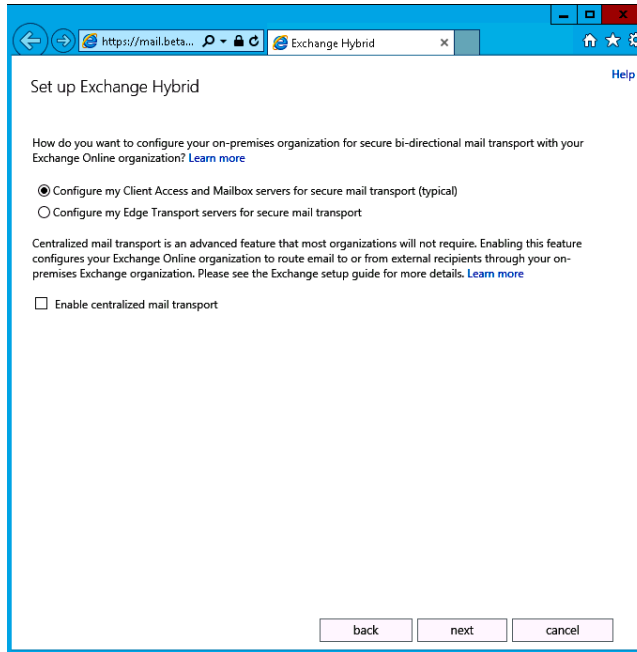 https://mail.beta...
Exchange Hybrid
Help
Set up Exchange Hybrid
How do you want to configure your on-premises organization for secure bi-directional mail transport with your
Exchange Online organization? Learn more
Configure my Client Access and Mailbox servers for secure mail transport (typical)
Configure my Edge Transport servers for secure mail transport
Centralized mail transport is an advanced feature that most organizations will not require. Enabling this feature
configures your Exchange Online organization to route email to or from external recipients through your on-
premises Exchange organization. Please see the Exchange setup guide for more details. Learn more
Enable centralized mail transport
back next cancel